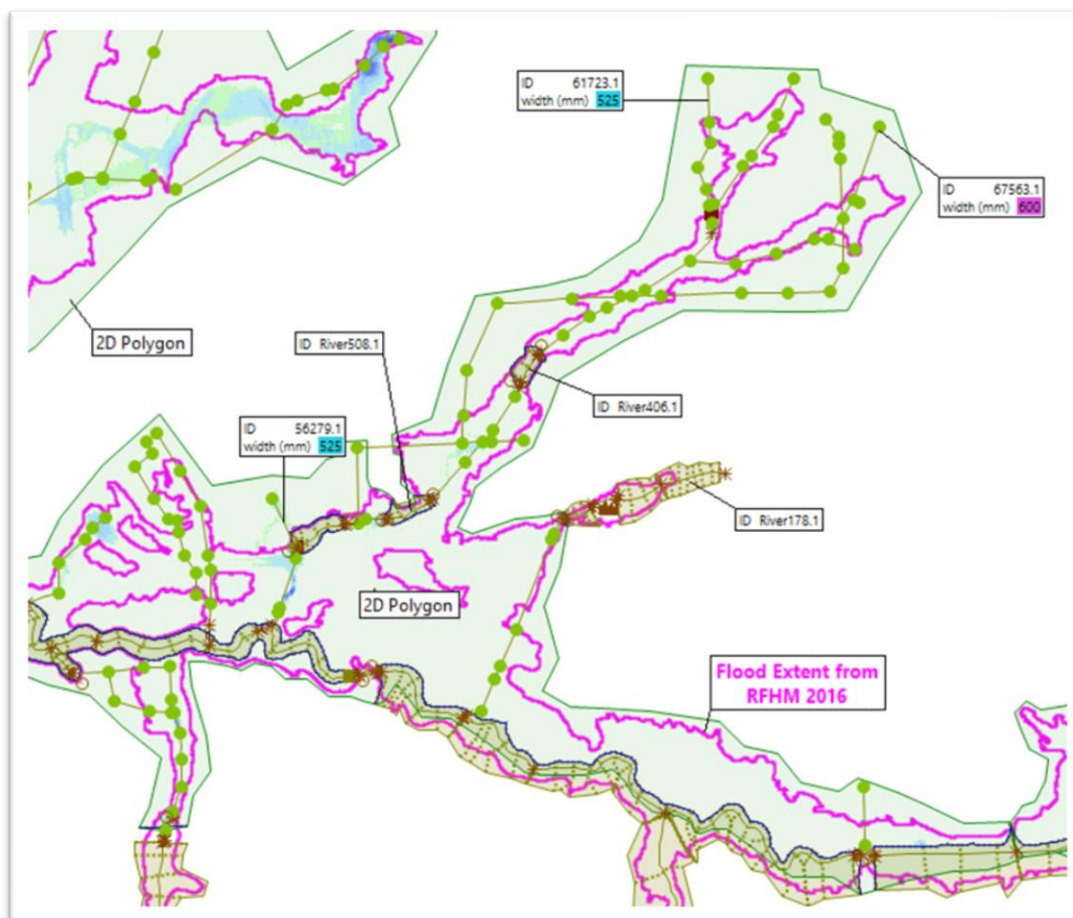 ID 61723.1
width (mm) 525
ID 67563.1
width (mm) 600
2D Polygon
ID River508.1
ID River406.1
ID 56279.1
width (mm) 525
ID River178.1
2D Polygon
Flood Extent from
RFHM 2016